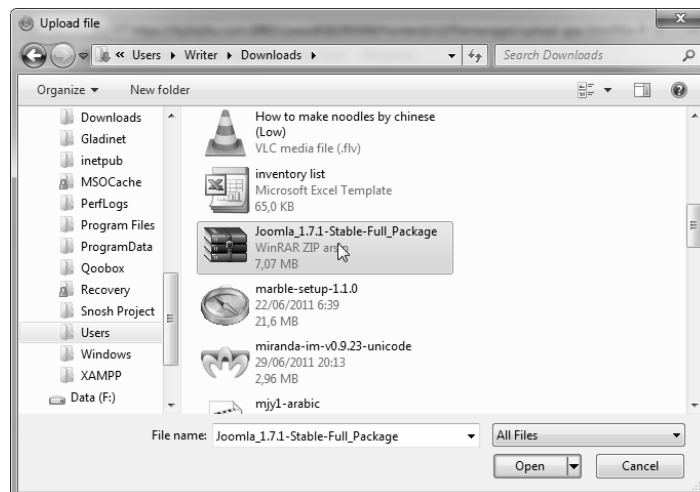 Upload file
« Users ▸ Writer ▸ Downloads ▸
Search Downloads
Organize ▾ New folder
Downloads
Gladinet
inetpub
MSOCache
PerfLogs
Program Files
ProgramData
Qoobox
Recovery
Snosh Project
Users
Windows
XAMPP
Data (F:)
How to make noodles by chinese
(Low)
VLC media file (.flv)
inventory list
Microsoft Excel Template
65,0 KB
Joomla_1.7.1-Stable-Full_Package
WinRAR ZIP
7,07 MB
marble-setup-1.1.0
22/06/2011 6:39
21,6 MB
miranda-im-v0.9.23-unicode
29/06/2011 20:13
2,96 MB
mjy1-arabic
File name: Joomla_1.7.1-Stable-Full_Package
All Files
Open
Cancel